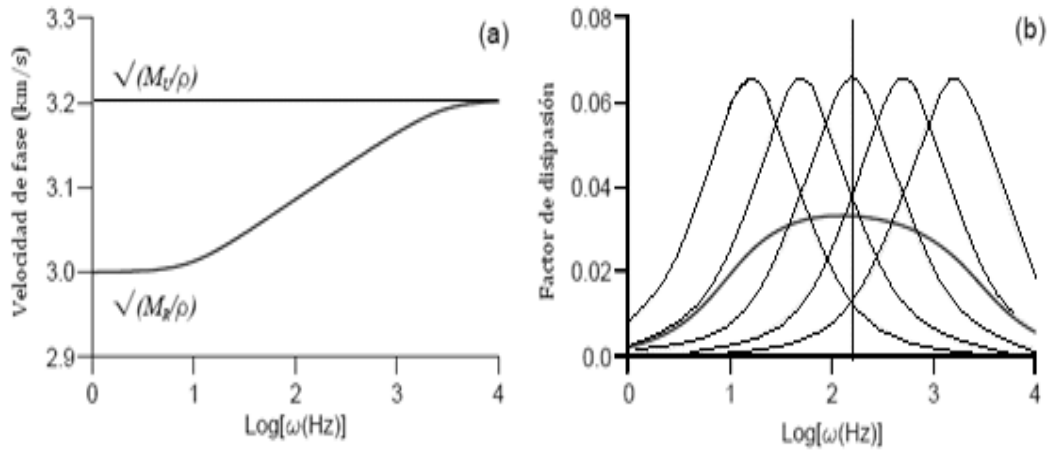 (a)
3.3
3.2
3.1
3.0
2.9
Velocidad de fase (km/s)
√(M_U/ρ)
√(M_R/ρ)
0 1 2 3 4
Log[ω(Hz)]
(b)
0.08
0.06
0.04
0.02
0.0
Factor de disipasión
0 1 2 3 4
Log[ω(Hz)]